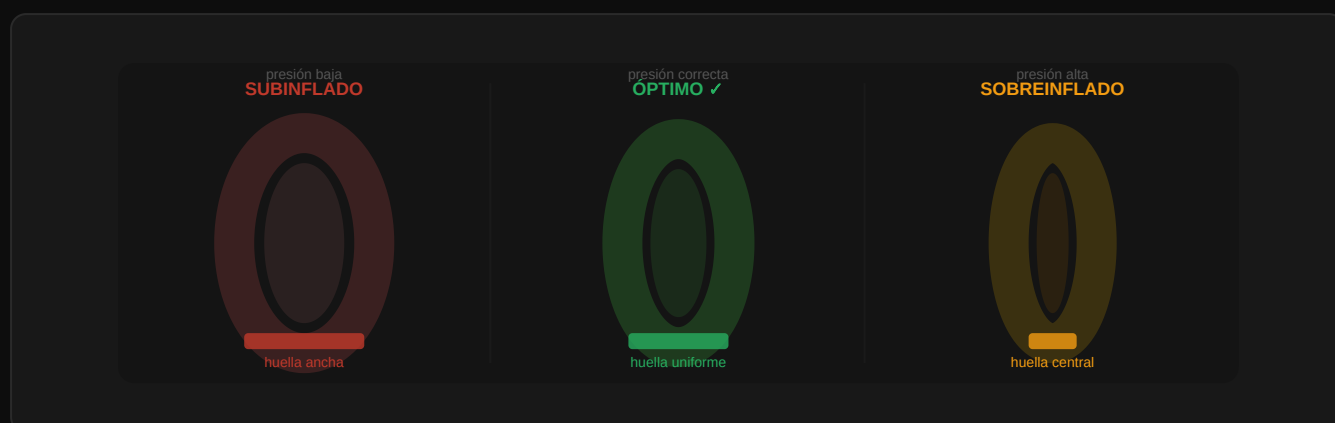 presión baja
SUBINFLADO
huella ancha
presión correcta
ÓPTIMO ✓
huella uniforme
presión alta
SOBREINFLADO
huella central